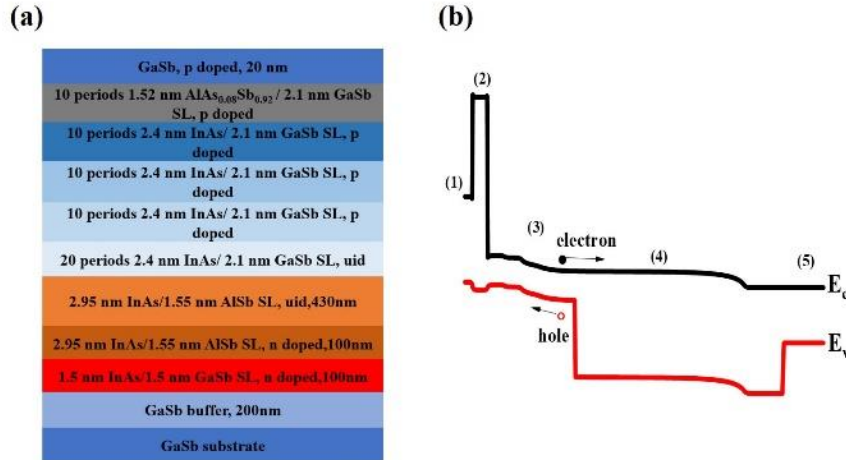 (a)
GaSb, p doped, 20 nm
10 periods 1.52 nm AlAs0.08Sb0.92/ 2.1 nm GaSb
SL, p doped
10 periods 2.4 nm InAs/ 2.1 nm GaSb SL, p
doped
10 periods 2.4 nm InAs/ 2.1 nm GaSb SL, p
doped
10 periods 2.4 nm InAs/ 2.1 nm GaSb SL, p
doped
20 periods 2.4 nm InAs/ 2.1 nm GaSb SL, uid
2.95 nm InAs/1.55 nm AlSb SL, uid,430nm
2.95 nm InAs/1.55 nm AlSb SL, n doped,100nm
1.5 nm InAs/1.5 nm GaSb SL, n doped,100nm
GaSb buffer, 200nm
GaSb substrate
(b)
(2)
(1)
(3)
electron
(4)
(5)
E
hole
E